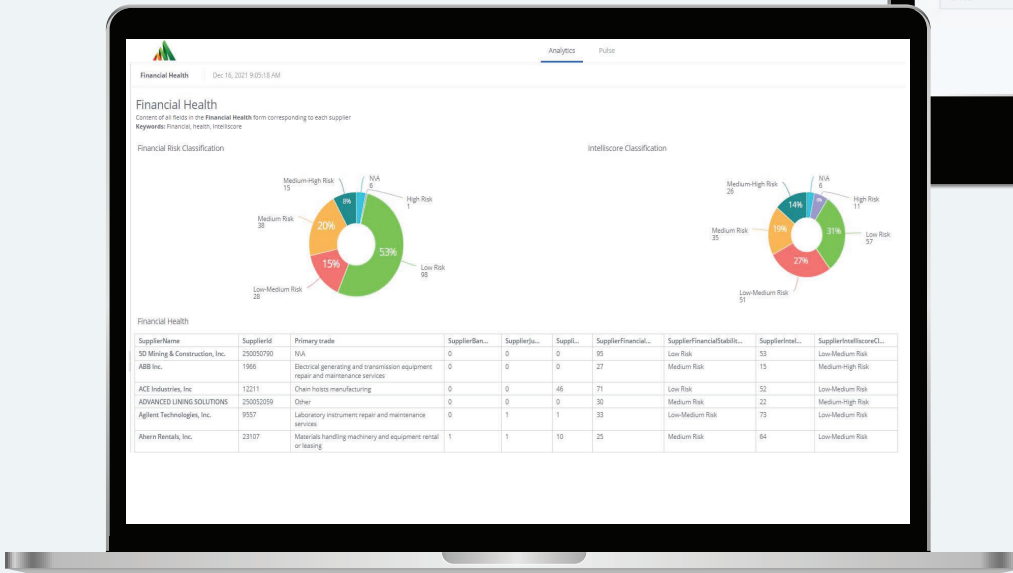 Analytics Pulse
Financial Health Dec 16, 2021 9:05:18 AM
Financial Health
Content of all fields in the Financial Health form corresponding to each supplier
Keywords: Financial, health, Intelliscore
Financial Risk Classification
Medium-High Risk
15
N\A
6
High Risk
1
8%
Medium Risk
38
20%
53%
15%
Low Risk
98
Low-Medium Risk
28
Intelliscore Classification
Medium-High Risk
N\A
6
High Risk
11
14%
Medium Risk
35
19%
31%
Low Risk
57
27%
Low-Medium Risk
51
Financial Health
SupplierName SupplierId Primary trade SupplierBan... SupplierJu... Suppli... SupplierFinancial... SupplierFinancialStabilit... SupplierIntel... SupplierIntelliscoreCl...
5D Mining & Construction, Inc. 250050790 N\A 0 0 0 95 Low Risk 53 Low-Medium Risk
ABB Inc. 1966 Electrical generating and transmission equipment 0 0 0 27 Medium Risk 15 Medium-High Risk
repair and maintenance services
ACE Industries, Inc 12211 Chain hoists manufacturing 0 0 46 71 Low Risk 52 Low-Medium Risk
ADVANCED LINING SOLUTIONS 250052059 Other 0 0 0 30 Medium Risk 22 Medium-High Risk
Agilent Technologies, Inc. 9557 Laboratory instrument repair and maintenance 0 1 1 33 Low-Medium Risk 73 Low-Medium Risk
services
Ahern Rentals, Inc. 23107 Materials handling machinery and equipment rental 1 1 10 25 Medium Risk 64 Low-Medium Risk
or leasing